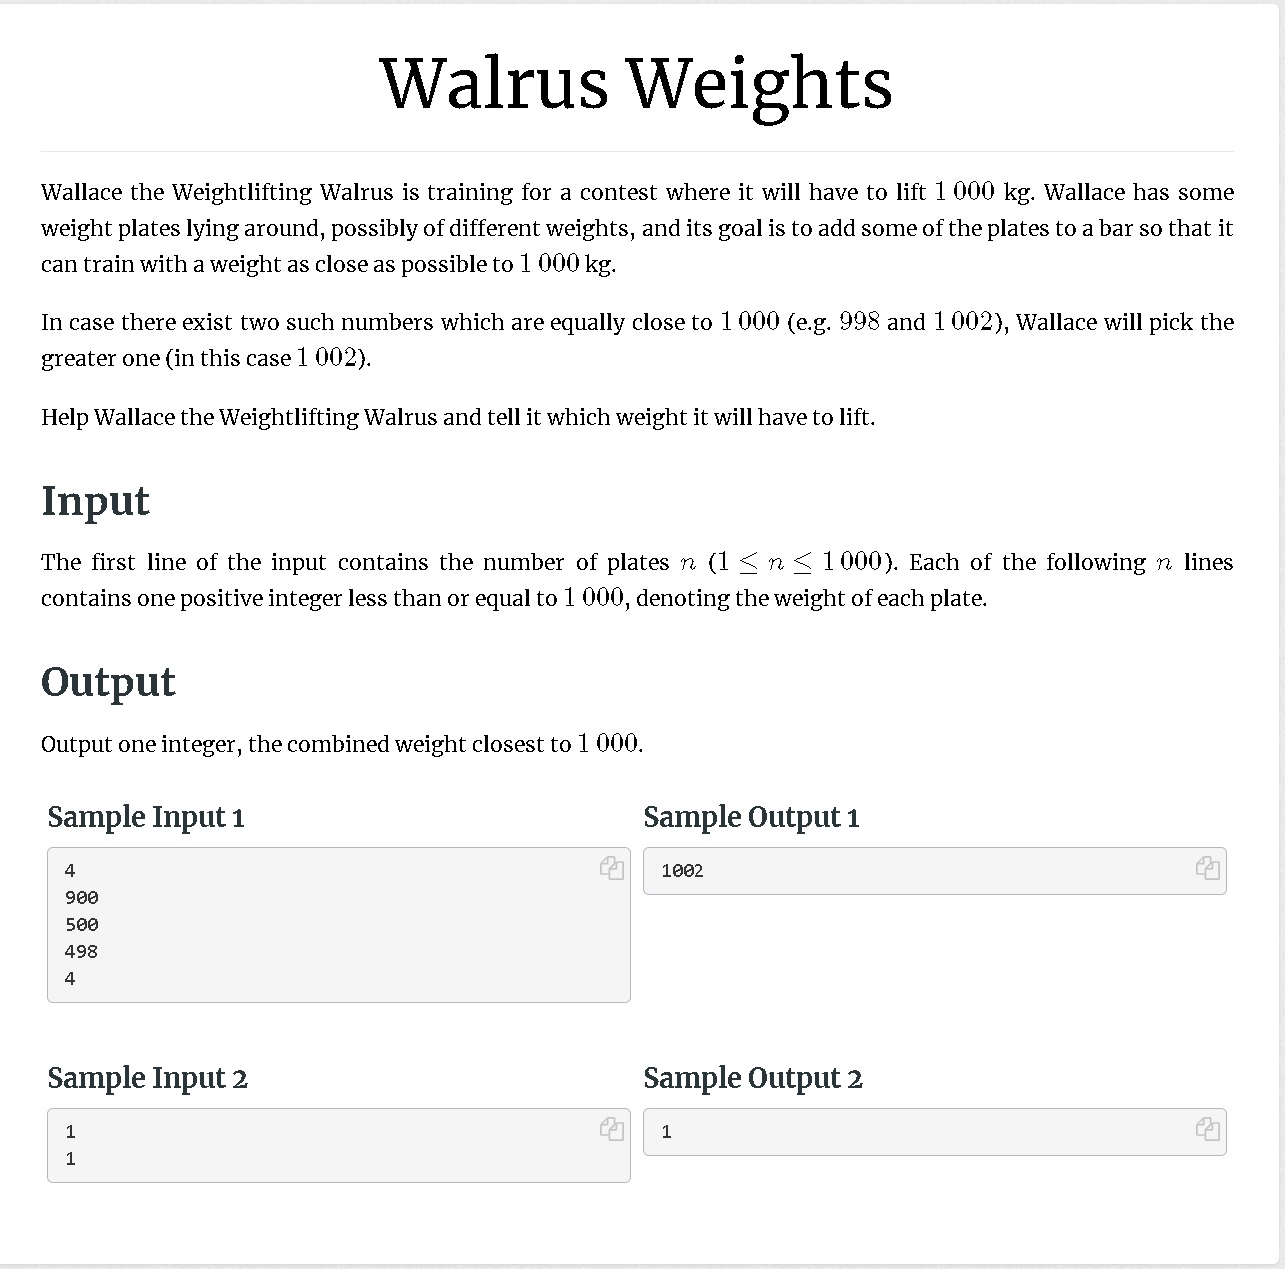 Walrus Weights
Wallace the Weightlifting Walrus is training for a contest where it will have to lift 1 000 kg. Wallace has some
weight plates lying around, possibly of different weights, and its goal is to add some of the plates to a bar so that it
can train with a weight as close as possible to 1 000 kg.
In case there exist two such numbers which are equally close to 1 000 (e.g. 998 and 1 002), Wallace will pick the
greater one (in this case 1 002).
Help Wallace the Weightlifting Walrus and tell it which weight it will have to lift.
Input
The first line of the input contains the number of plates n (1 ≤ n ≤ 1 000). Each of the following n lines
contains one positive integer less than or equal to 1 000, denoting the weight of each plate.
Output
Output one integer, the combined weight closest to 1 000.
Sample Input 1
4
900
500
498
4
Sample Output 1
1002
Sample Input 2
1
1
Sample Output 2
1